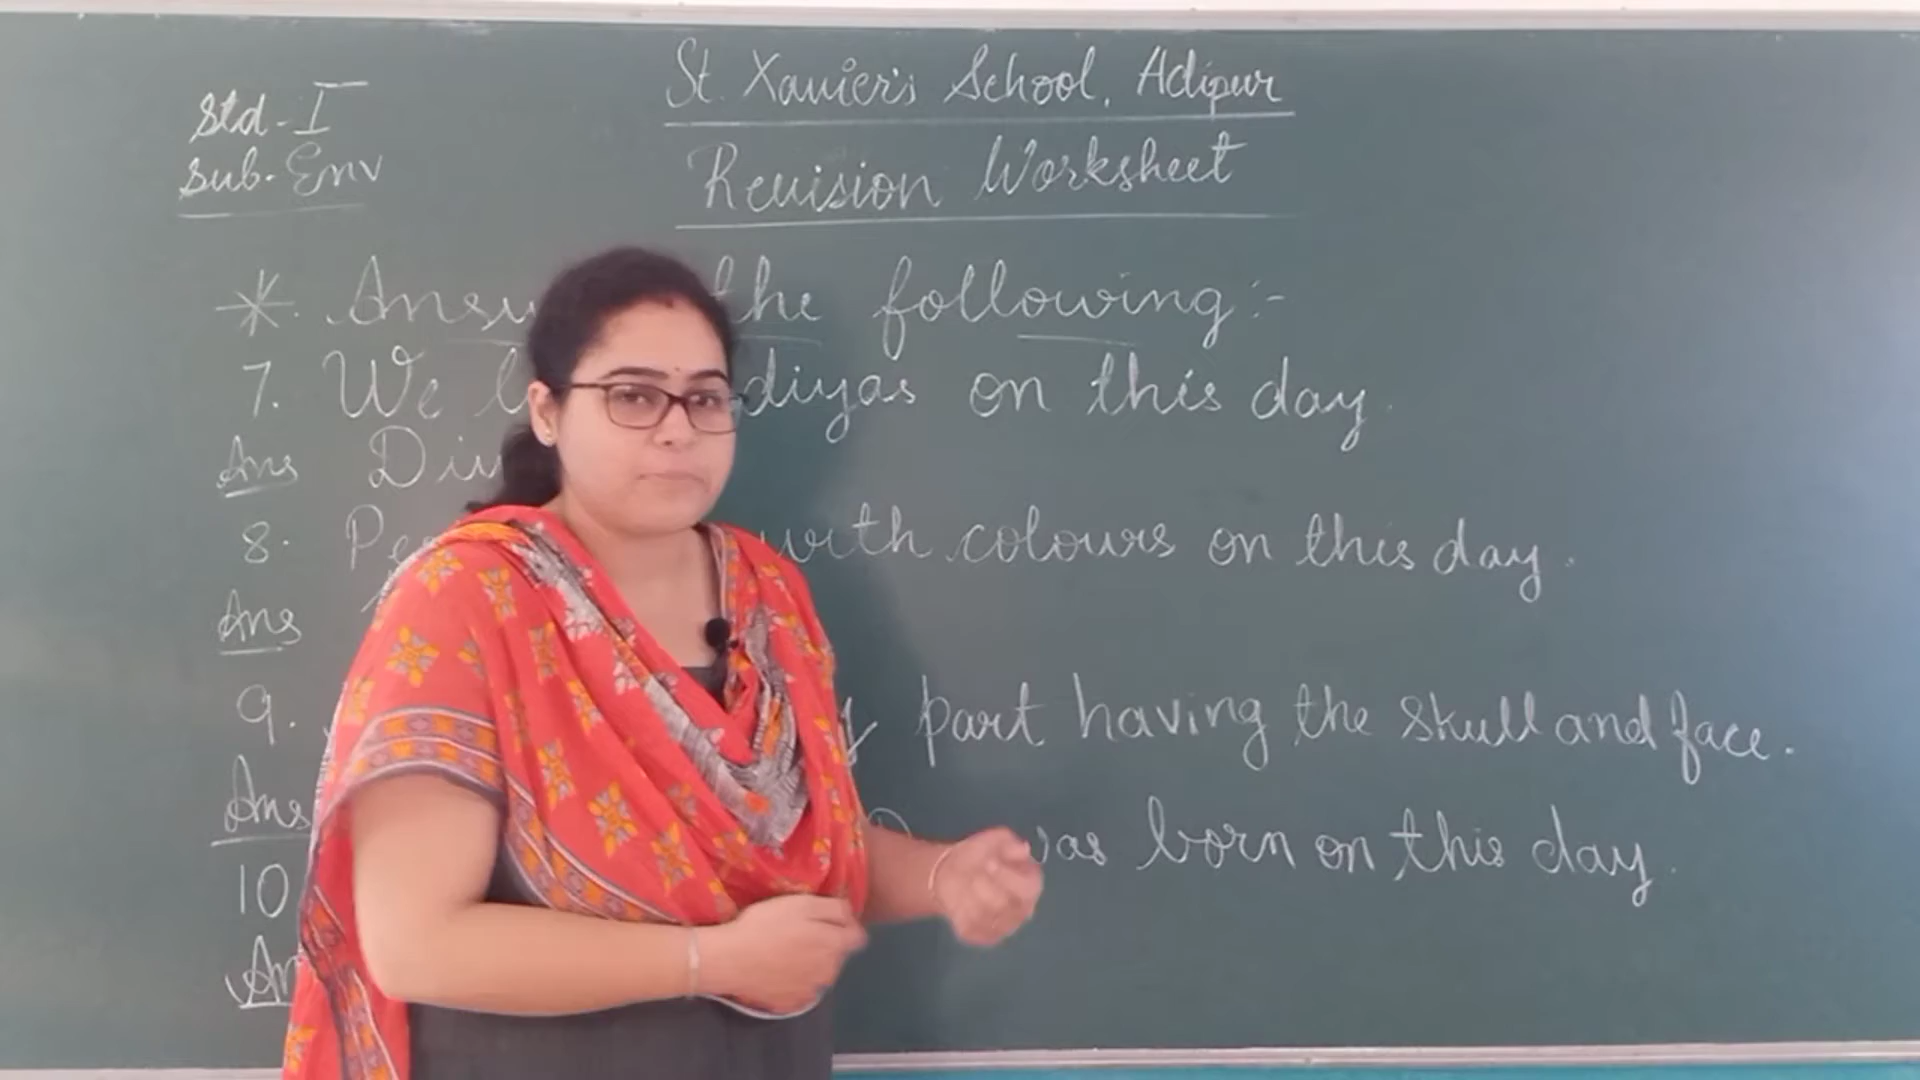 St. Xavier's School, Adipur
Std - I
Sub - Env
Revision Worksheet
*. the following :-
7. We diyas on this day.
Ans
8. with colours on this day.
Ans
9. part having the skull and face.
Ans
10 born on this day.